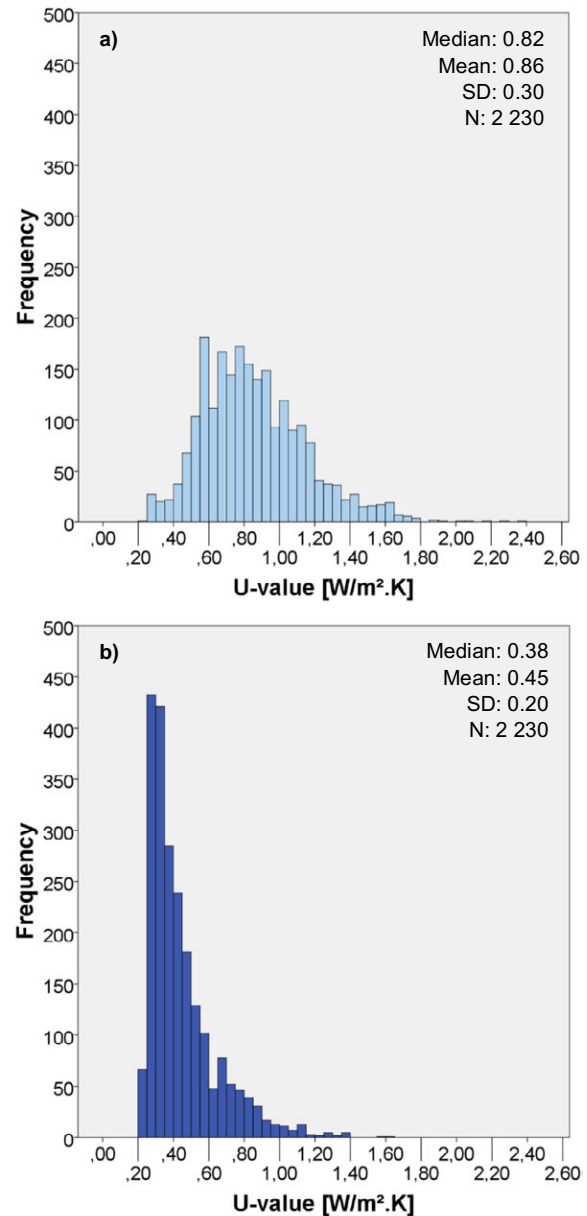 a)
Median: 0.82
Mean: 0.86
SD: 0.30
N: 2 230
500
450
400
350
300
250
200
150
100
50
0
Frequency
,00 ,40 ,80 1,20 1,60 2,00 2,40
,20 ,60 1,00 1,40 1,80 2,20 2,60
U-value [W/m².K]
b)
Median: 0.38
Mean: 0.45
SD: 0.20
N: 2 230
500
450
400
350
300
250
200
150
100
50
0
Frequency
,00 ,40 ,80 1,20 1,60 2,00 2,40
,20 ,60 1,00 1,40 1,80 2,20 2,60
U-value [W/m².K]